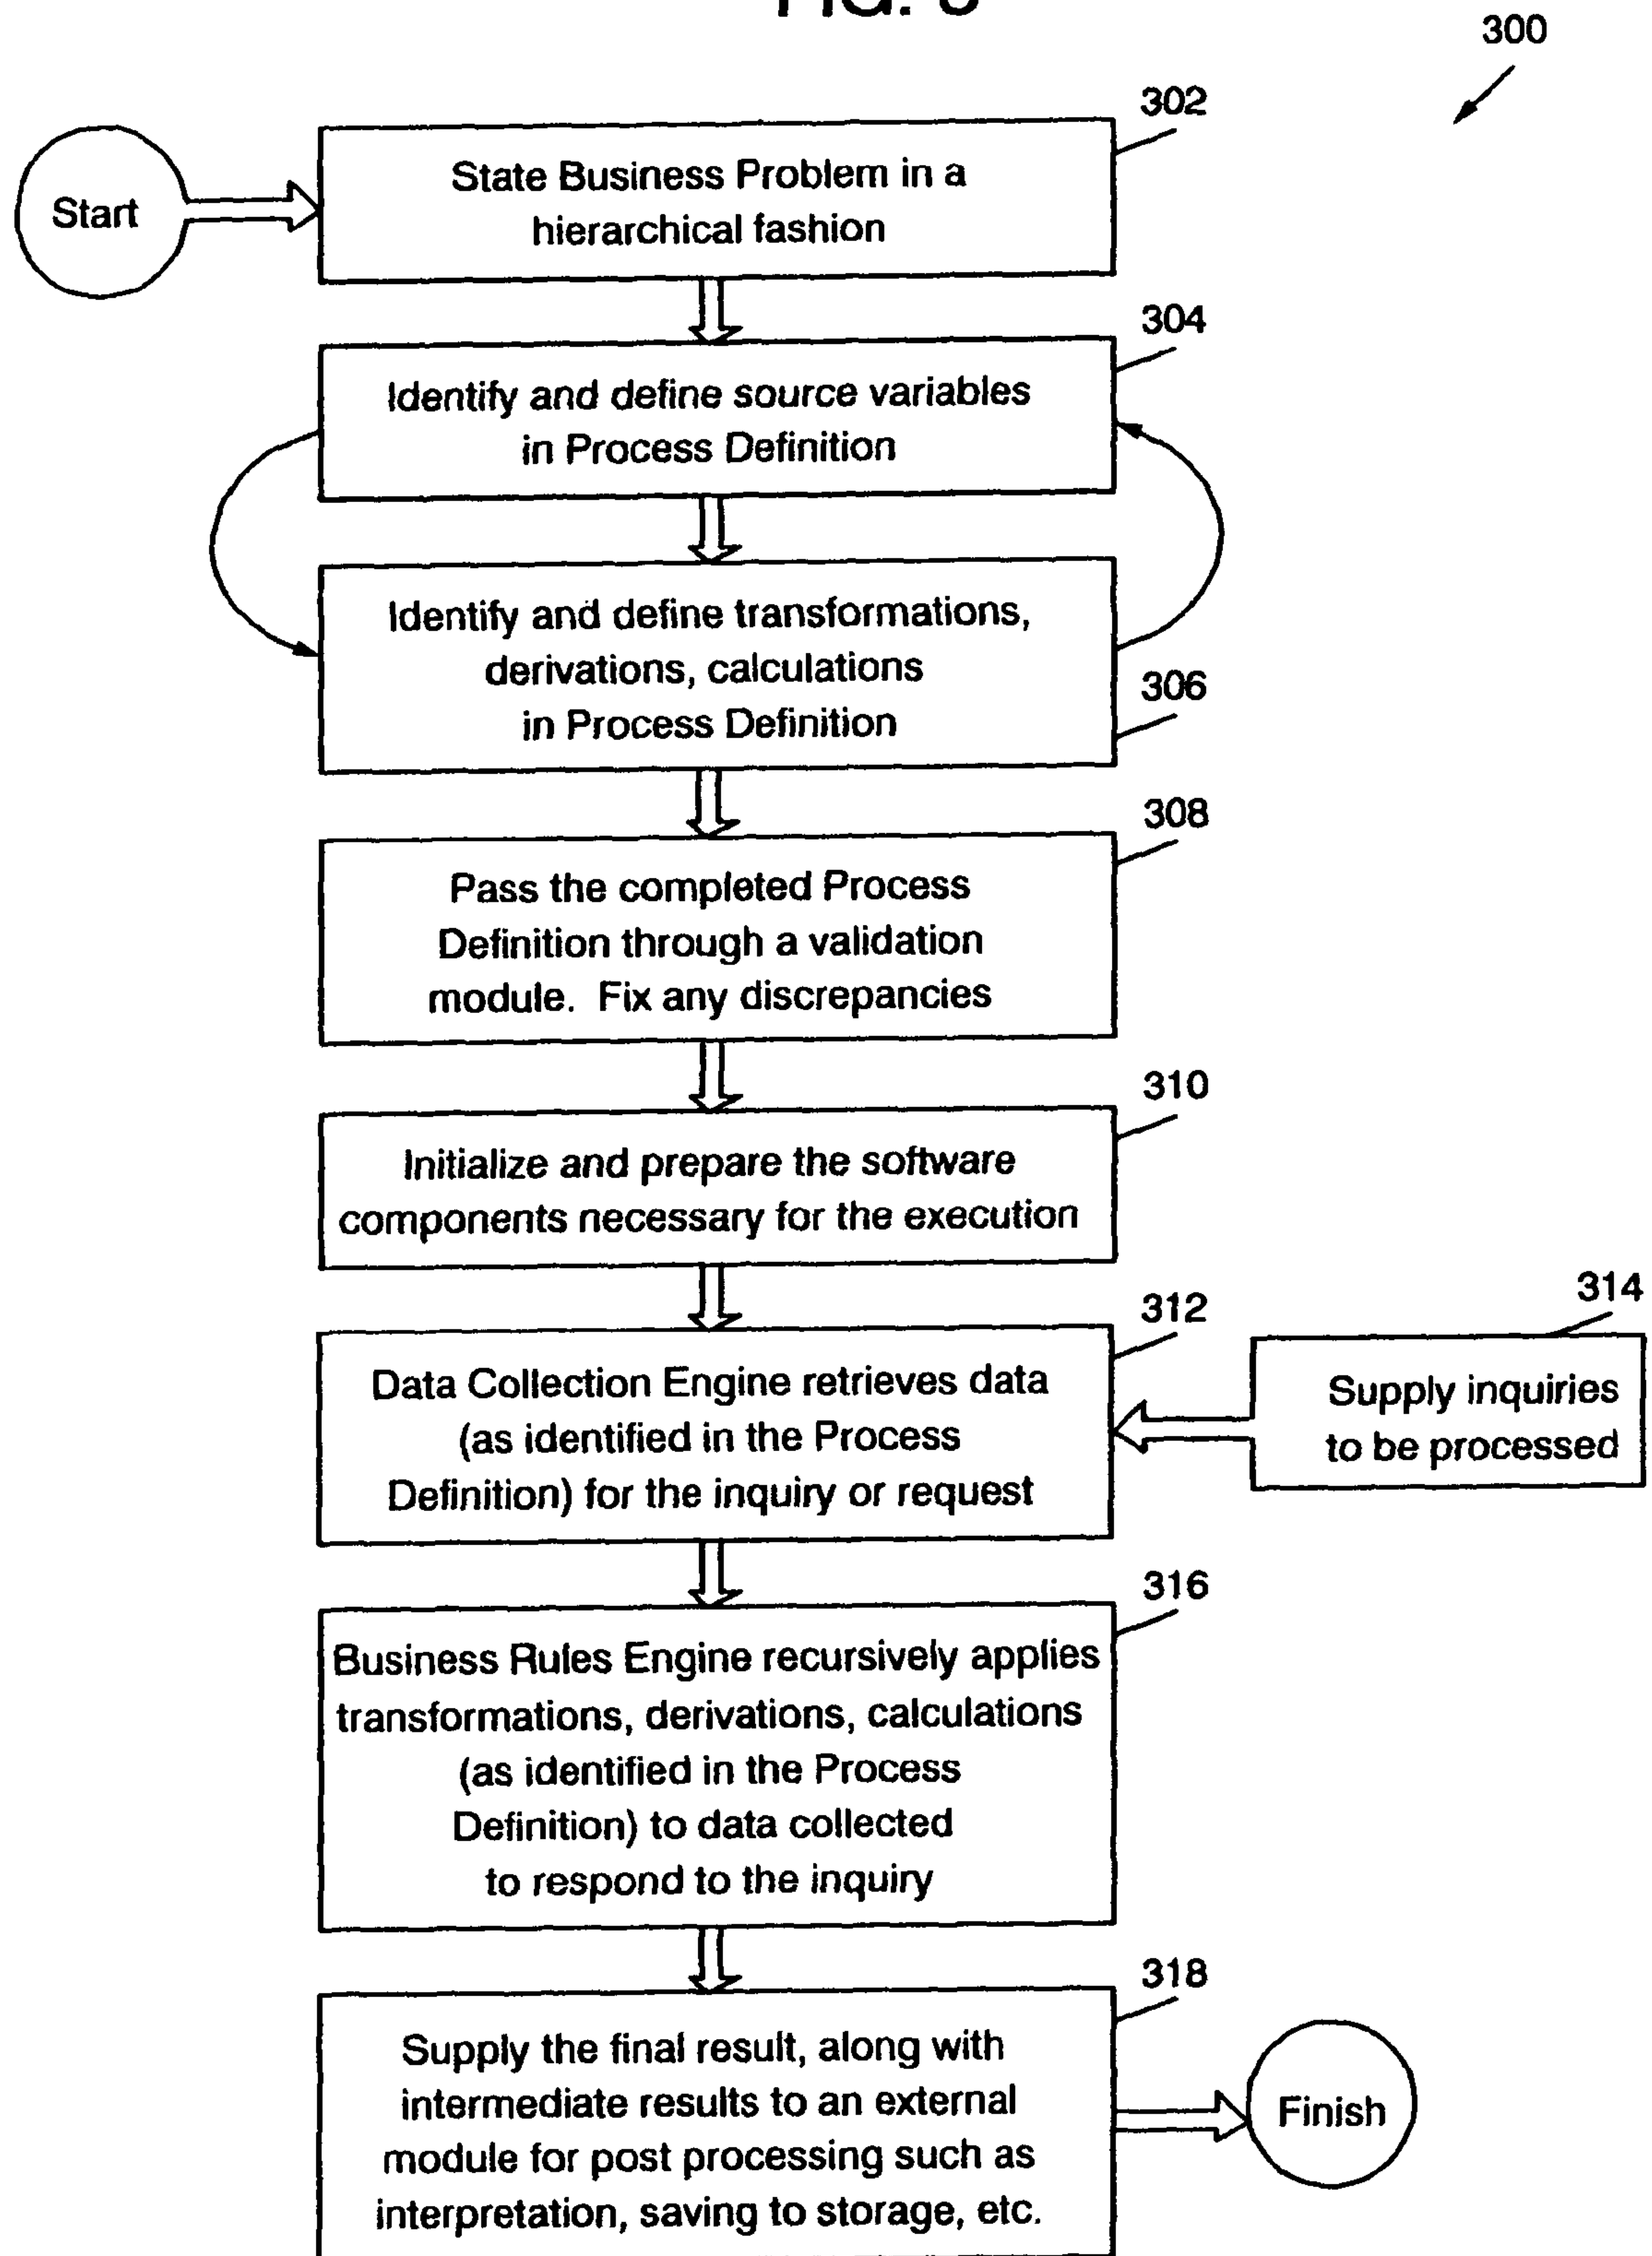 300
302
Start
State Business Problem in a
hierarchical fashion
304
Identify and define source variables
in Process Definition
Identify and define transformations,
derivations, calculations
in Process Definition
306
308
Pass the completed Process
Definition through a validation
module. Fix any discrepancies
310
Initialize and prepare the software
components necessary for the execution
312
314
Data Collection Engine retrieves data
(as identified in the Process
Definition) for the inquiry or request
Supply inquiries
to be processed
316
Business Rules Engine recursively applies
transformations, derivations, calculations
(as identified in the Process
Definition) to data collected
to respond to the inquiry
318
Supply the final result, along with
intermediate results to an external
module for post processing such as
interpretation, saving to storage, etc.
Finish